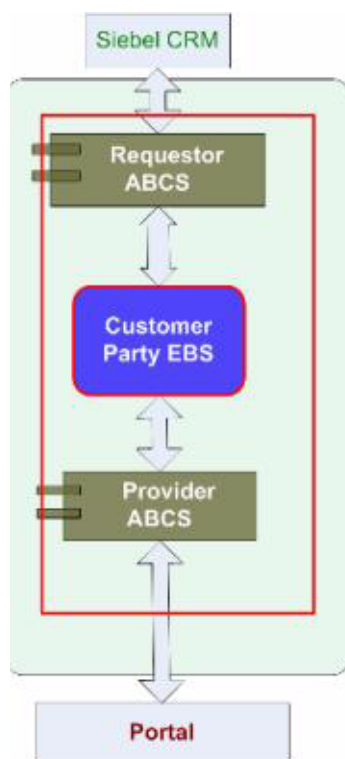 Siebel CRM
Requestor
ABCS
Customer
Party EBS
Provider
ABCS
Portal